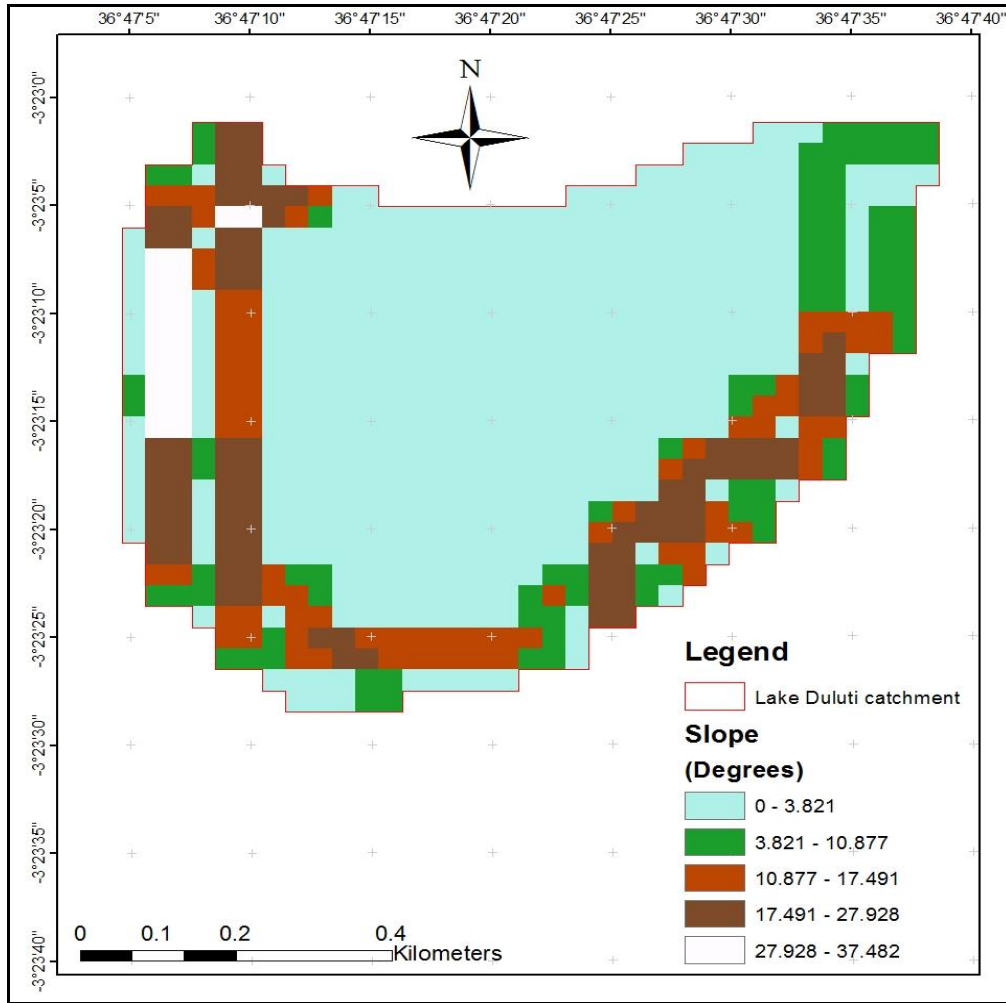 36°47'5" 36°47'10" 36°47'15" 36°47'20" 36°47'25" 36°47'30" 36°47'35" 36°47'40"
N
-3°23'0"
-3°23'5"
-3°23'10"
-3°23'15"
-3°23'20"
-3°23'25"
-3°23'30"
-3°23'35"
-3°23'40"
Legend
Lake Duluti catchment
Slope
(Degrees)
0 - 3.821
3.821 - 10.877
10.877 - 17.491
17.491 - 27.928
27.928 - 37.482
0 0.1 0.2 0.4
Kilometers